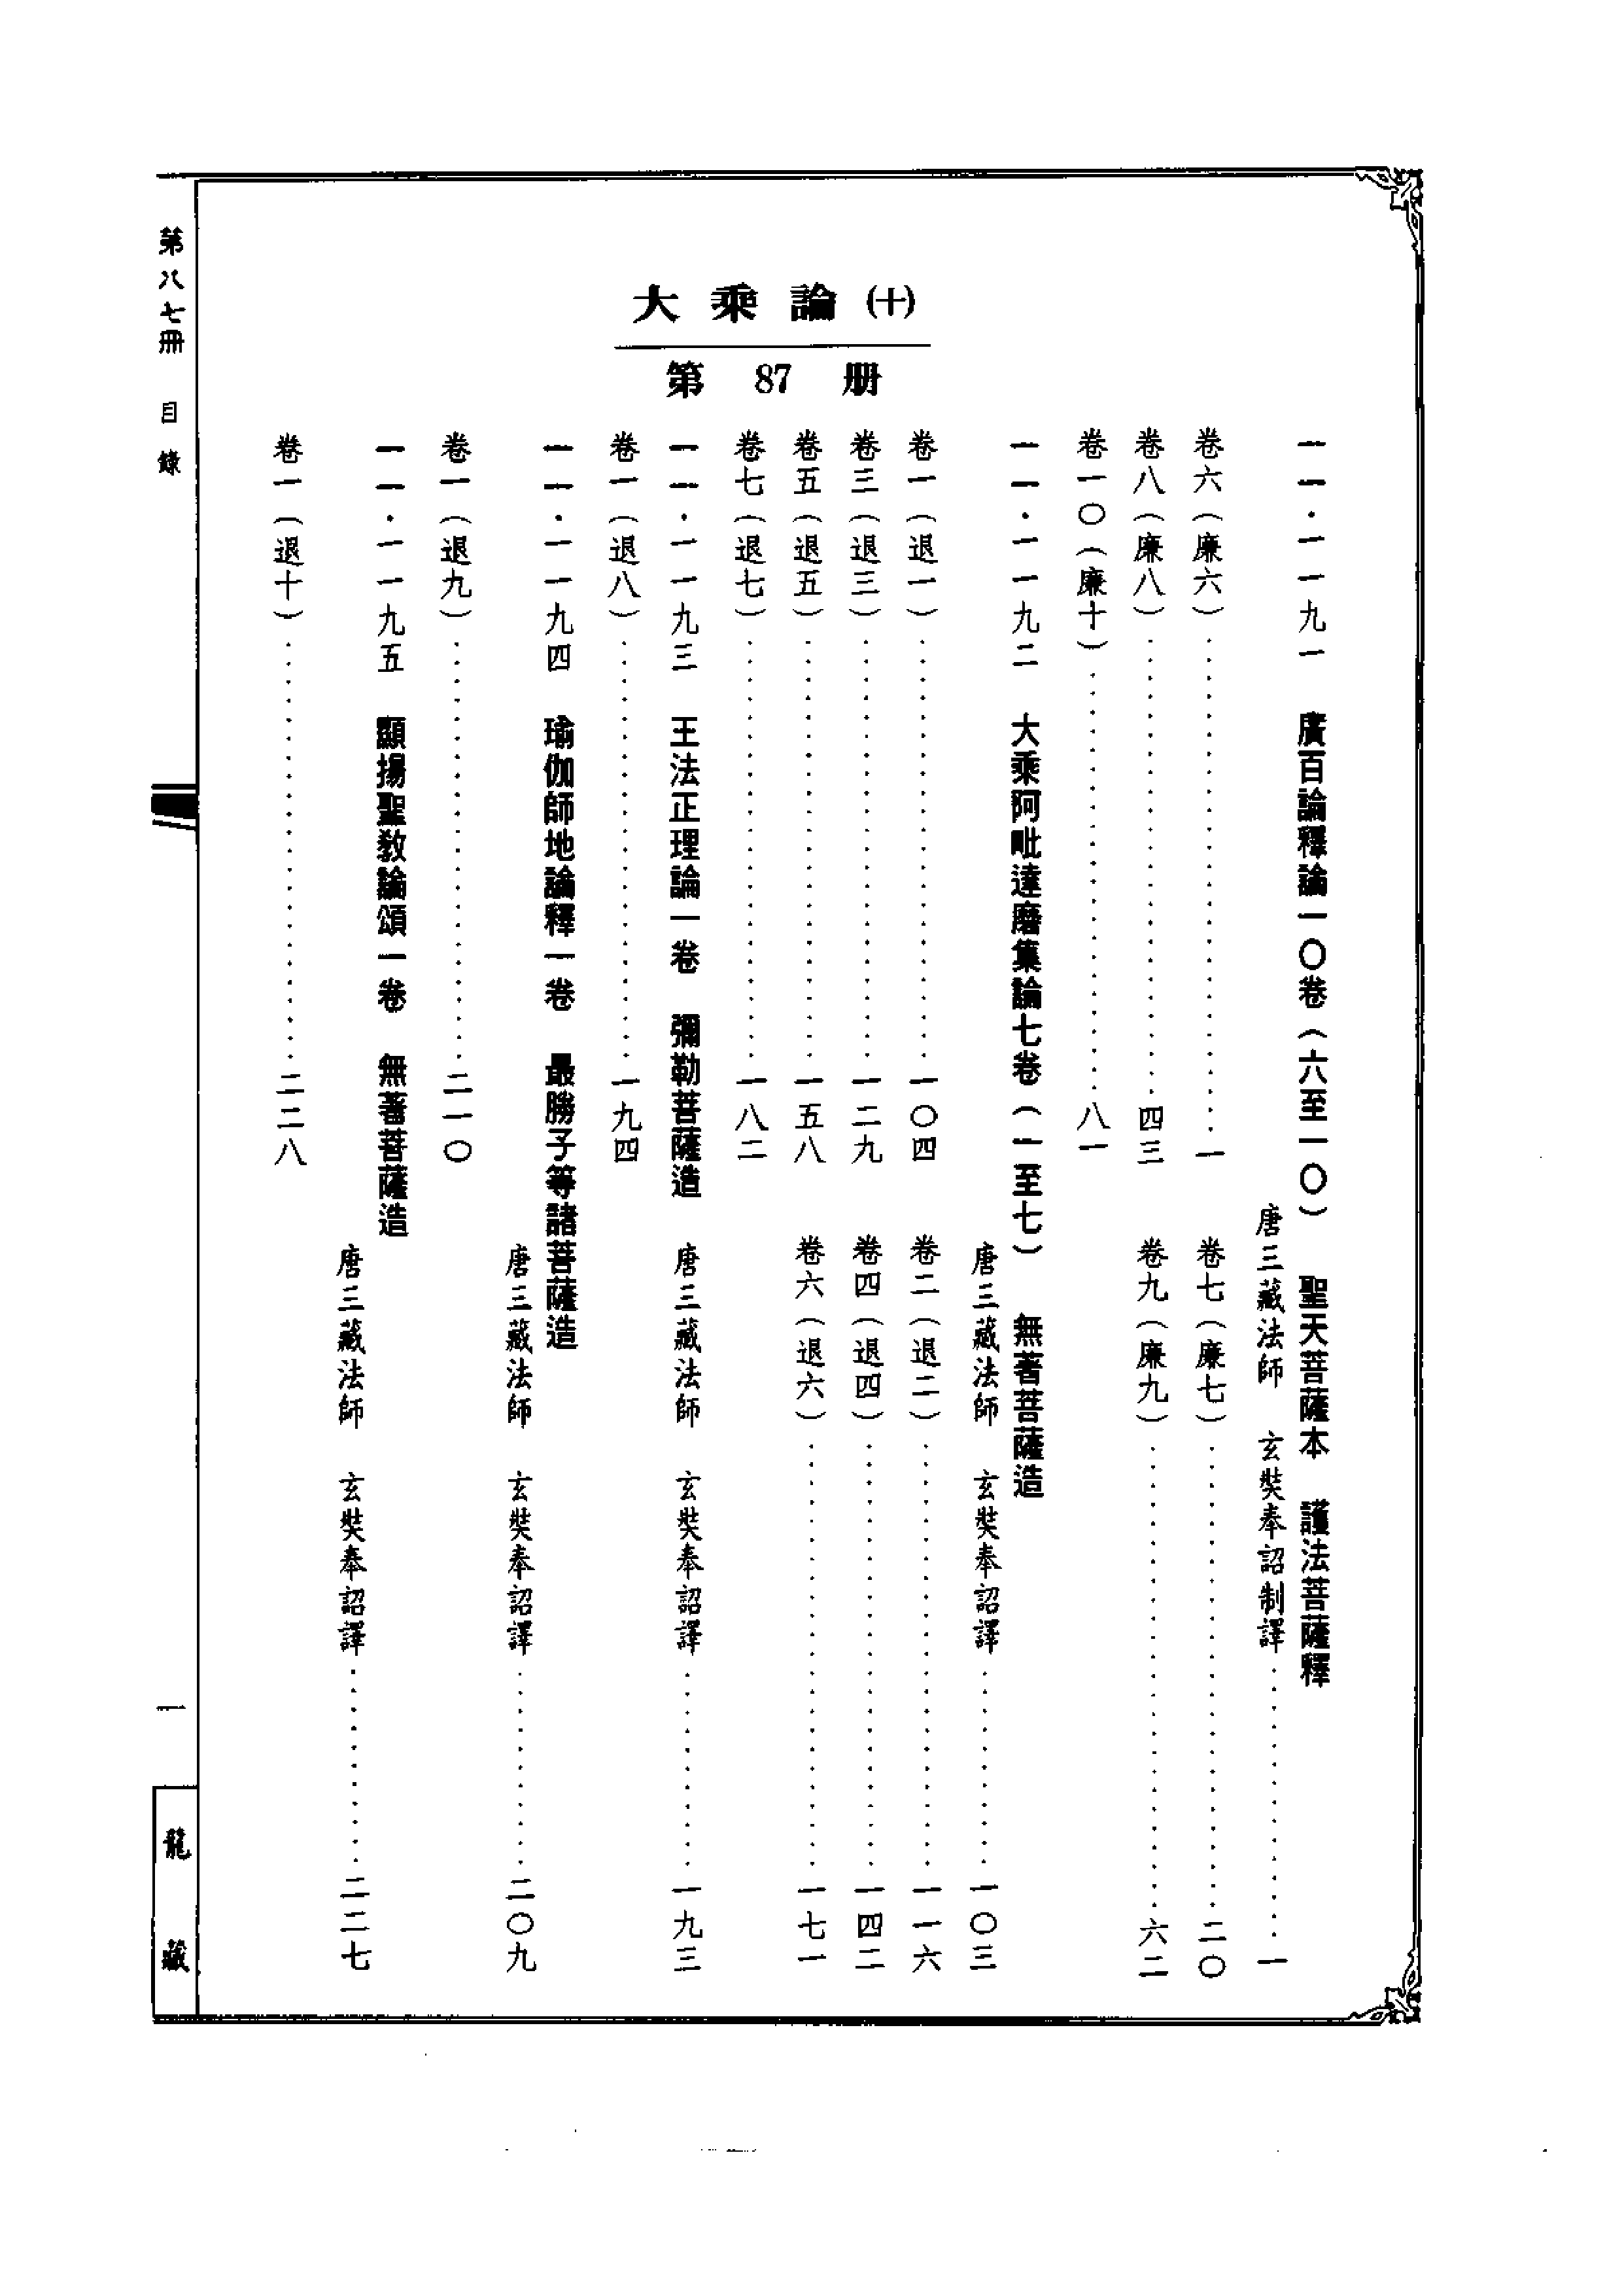 大乘論㈩
第87册
一一·一一九一　廣百論釋論一〇卷（六至一〇）　聖天菩薩本　護法菩薩釋
唐三藏法師　玄奘奉詔制譯……………一
卷六（廉六）……………一　卷七（廉七）……………二〇
卷八（廉八）……………四三　卷九（廉九）……………六二
卷一〇（廉十）……………八一
一一·一一九二　大乘阿毗達磨集論七卷（一至七）　無著菩薩造
唐三藏法師　玄奘奉詔譯……………一〇三
卷一（退一）……………一〇四　卷二（退二）……………一一六
卷三（退三）……………一二九　卷四（退四）……………一四二
卷五（退五）……………一五八　卷六（退六）……………一七一
卷七（退七）……………一八二
一一·一一九三　王法正理論一卷　彌勒菩薩造　唐三藏法師　玄奘奉詔譯……………一九三
卷一（退八）……………一九四
一一·一一九四　瑜伽師地論釋一卷　最勝子等諸菩薩造
唐三藏法師　玄奘奉詔譯……………二〇九
卷一（退九）……………二一〇
一一·一一九五　顯揚聖教論頌一卷　無著菩薩造
唐三藏法師　玄奘奉詔譯……………二二七
卷一（退十）……………二二八
第八七冊　目錄
一
龍藏